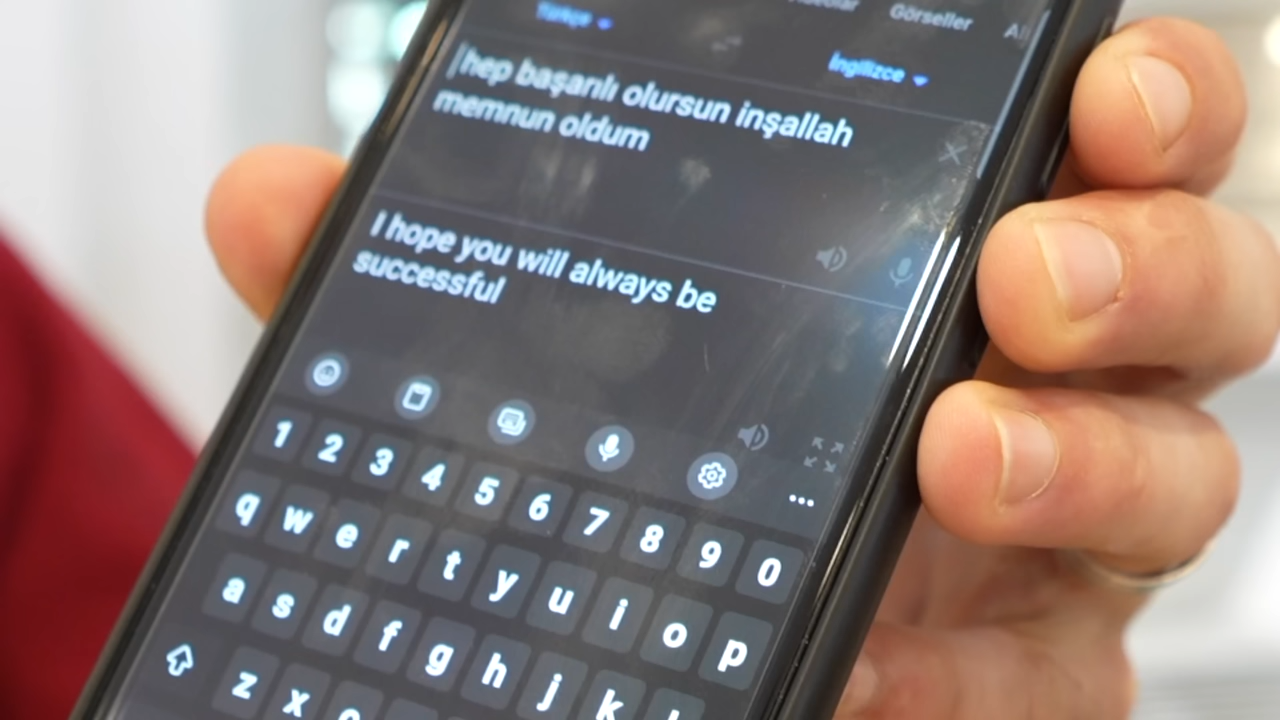 Türkçe
Görseller
İngilizce
hep başarılı olursun inşallah
memnun oldum
I hope you will always be
successful
1 2 3 4 5 6 7 8 9 0
q w e r t y u i o p
a s d f g h j k
z x